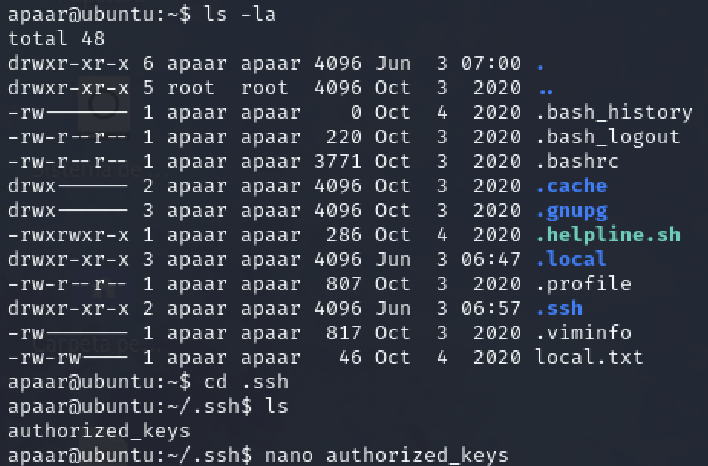 apaar@ubuntu:~$ ls -la
total 48
drwxr-xr-x 6 apaar apaar 4096 Jun  3 07:00 .
drwxr-xr-x 5 root  root  4096 Oct  3  2020 ..
-rw------- 1 apaar apaar    0 Oct  4  2020 .bash_history
-rw-r--r-- 1 apaar apaar  220 Oct  3  2020 .bash_logout
-rw-r--r-- 1 apaar apaar 3771 Oct  3  2020 .bashrc
drwx------ 2 apaar apaar 4096 Oct  3  2020 .cache
drwx------ 3 apaar apaar 4096 Oct  3  2020 .gnupg
-rwxrwxr-x 1 apaar apaar  286 Oct  4  2020 .helpline.sh
drwxr-xr-x 3 apaar apaar 4096 Jun  3 06:47 .local
-rw-r--r-- 1 apaar apaar  807 Oct  3  2020 .profile
drwxr-xr-x 2 apaar apaar 4096 Jun  3 06:57 .ssh
-rw------- 1 apaar apaar  817 Oct  3  2020 .viminfo
-rw-rw---- 1 apaar apaar   46 Oct  4  2020 local.txt
apaar@ubuntu:~$ cd .ssh
apaar@ubuntu:~/.ssh$ ls
authorized_keys
apaar@ubuntu:~/.ssh$ nano authorized_keys